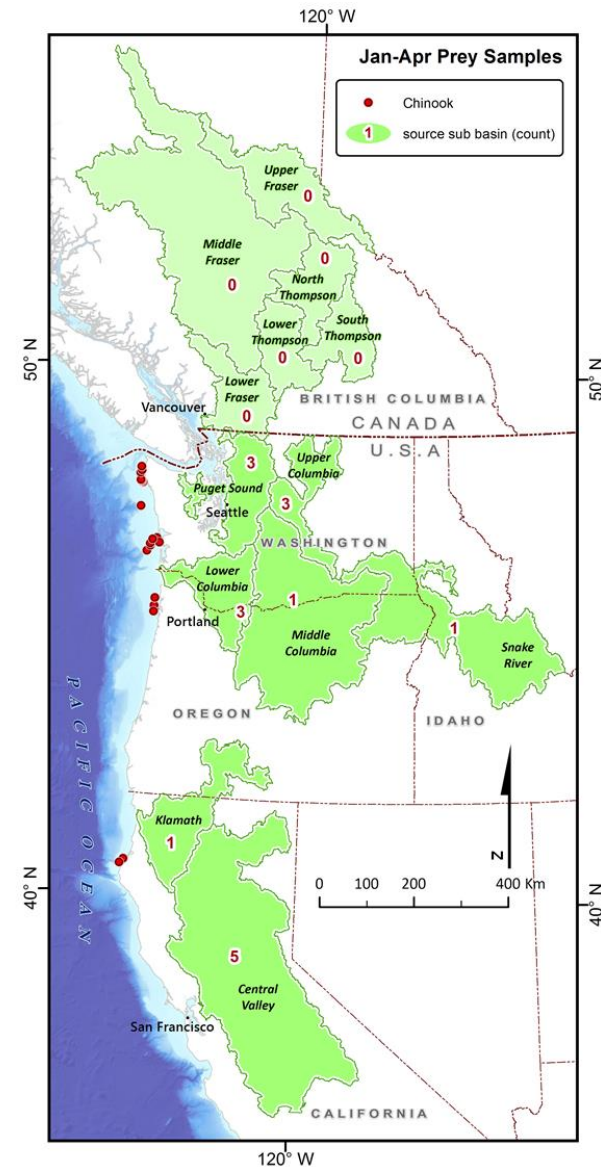 120° W
Jan-Apr Prey Samples
Chinook
1 source sub basin (count)
Upper
Fraser
0
Middle
Fraser
0
0
North
Thompson
Lower
Thompson
0
South
Thompson
0
50° N
50° N
Lower
Fraser
0
Vancouver
BRITISH COLUMBIA
CANADA
U.S.A
3
Puget Sound
Seattle
Upper
Columbia
3
WASHINGTON
Lower
Columbia
3
Portland
1
Middle
Columbia
1
Snake
River
OREGON
IDAHO
PACIFIC OCEAN
Klamath
1
N
0 100 200 400 Km
40° N
40° N
5
Central
Valley
San Francisco
CALIFORNIA
120° W